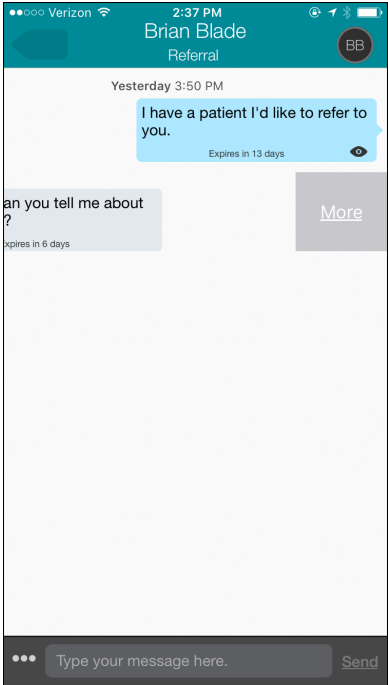 Verizon 2:37 PM
Brian Blade
Referral
BB
Yesterday 3:50 PM
I have a patient I'd like to refer to
you.
Expires in 13 days
an you tell me about
?
xpires in 6 days
More
Type your message here.
Send